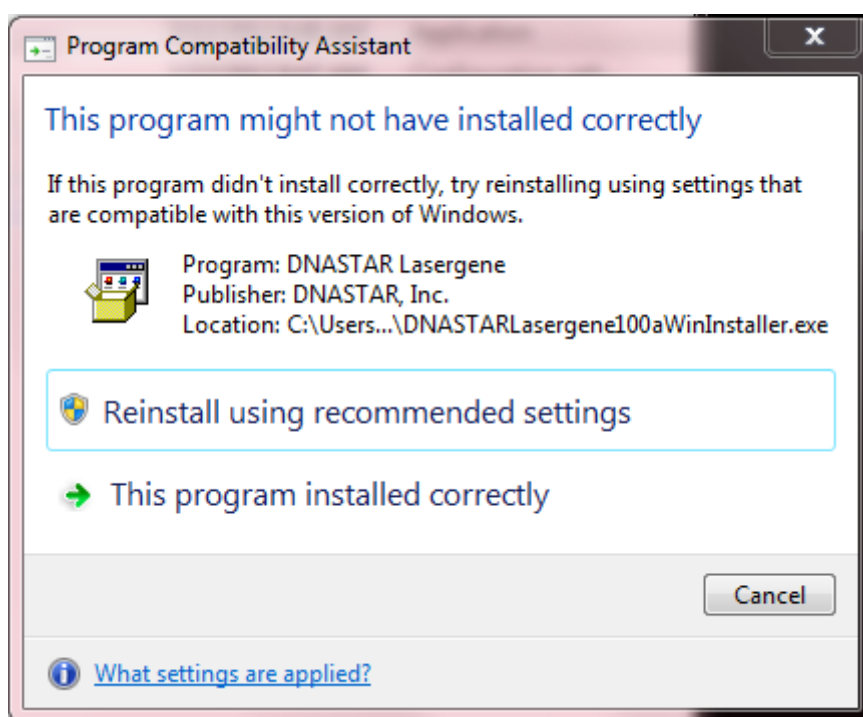 Program Compatibility Assistant
This program might not have installed correctly
If this program didn't install correctly, try reinstalling using settings that
are compatible with this version of Windows.
Program: DNASTAR Lasergene
Publisher: DNASTAR, Inc.
Location: C:\Users...\DNASTARLasergene100aWinInstaller.exe
Reinstall using recommended settings
This program installed correctly
Cancel
What settings are applied?